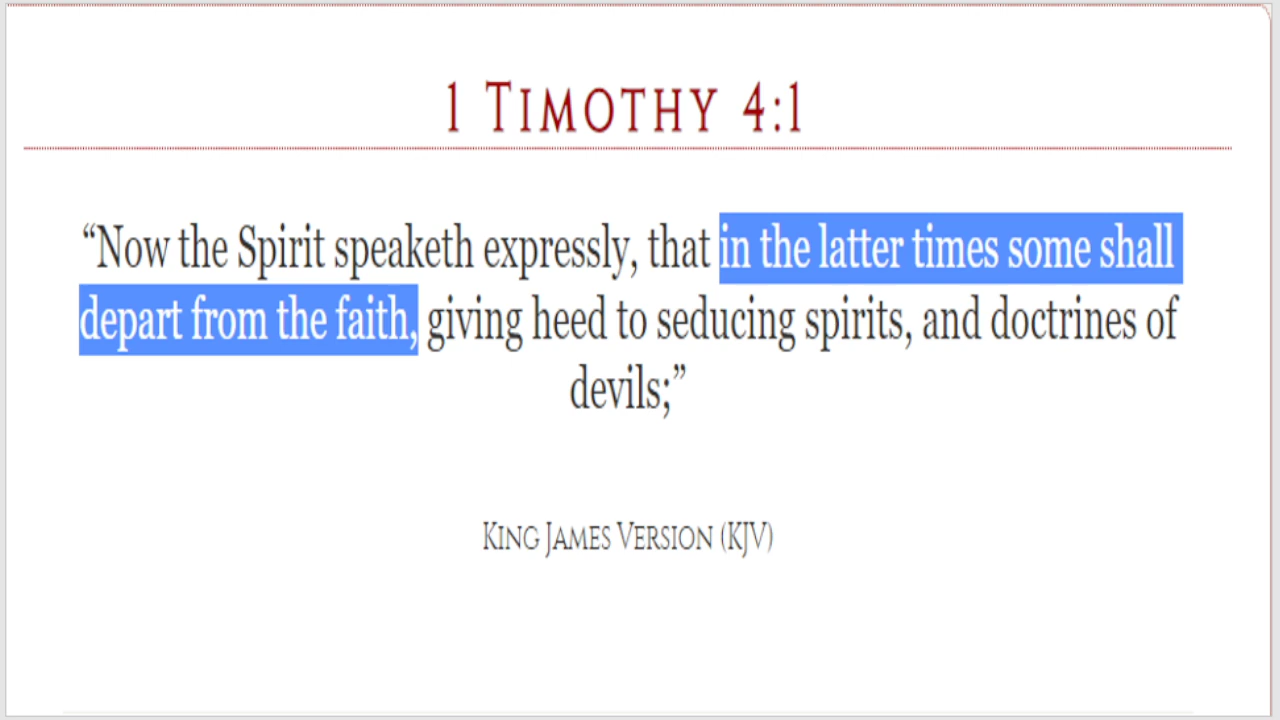 1 Timothy 4:1
“Now the Spirit speaketh expressly, that in the latter times some shall
depart from the faith, giving heed to seducing spirits, and doctrines of
devils;”
King James Version (KJV)